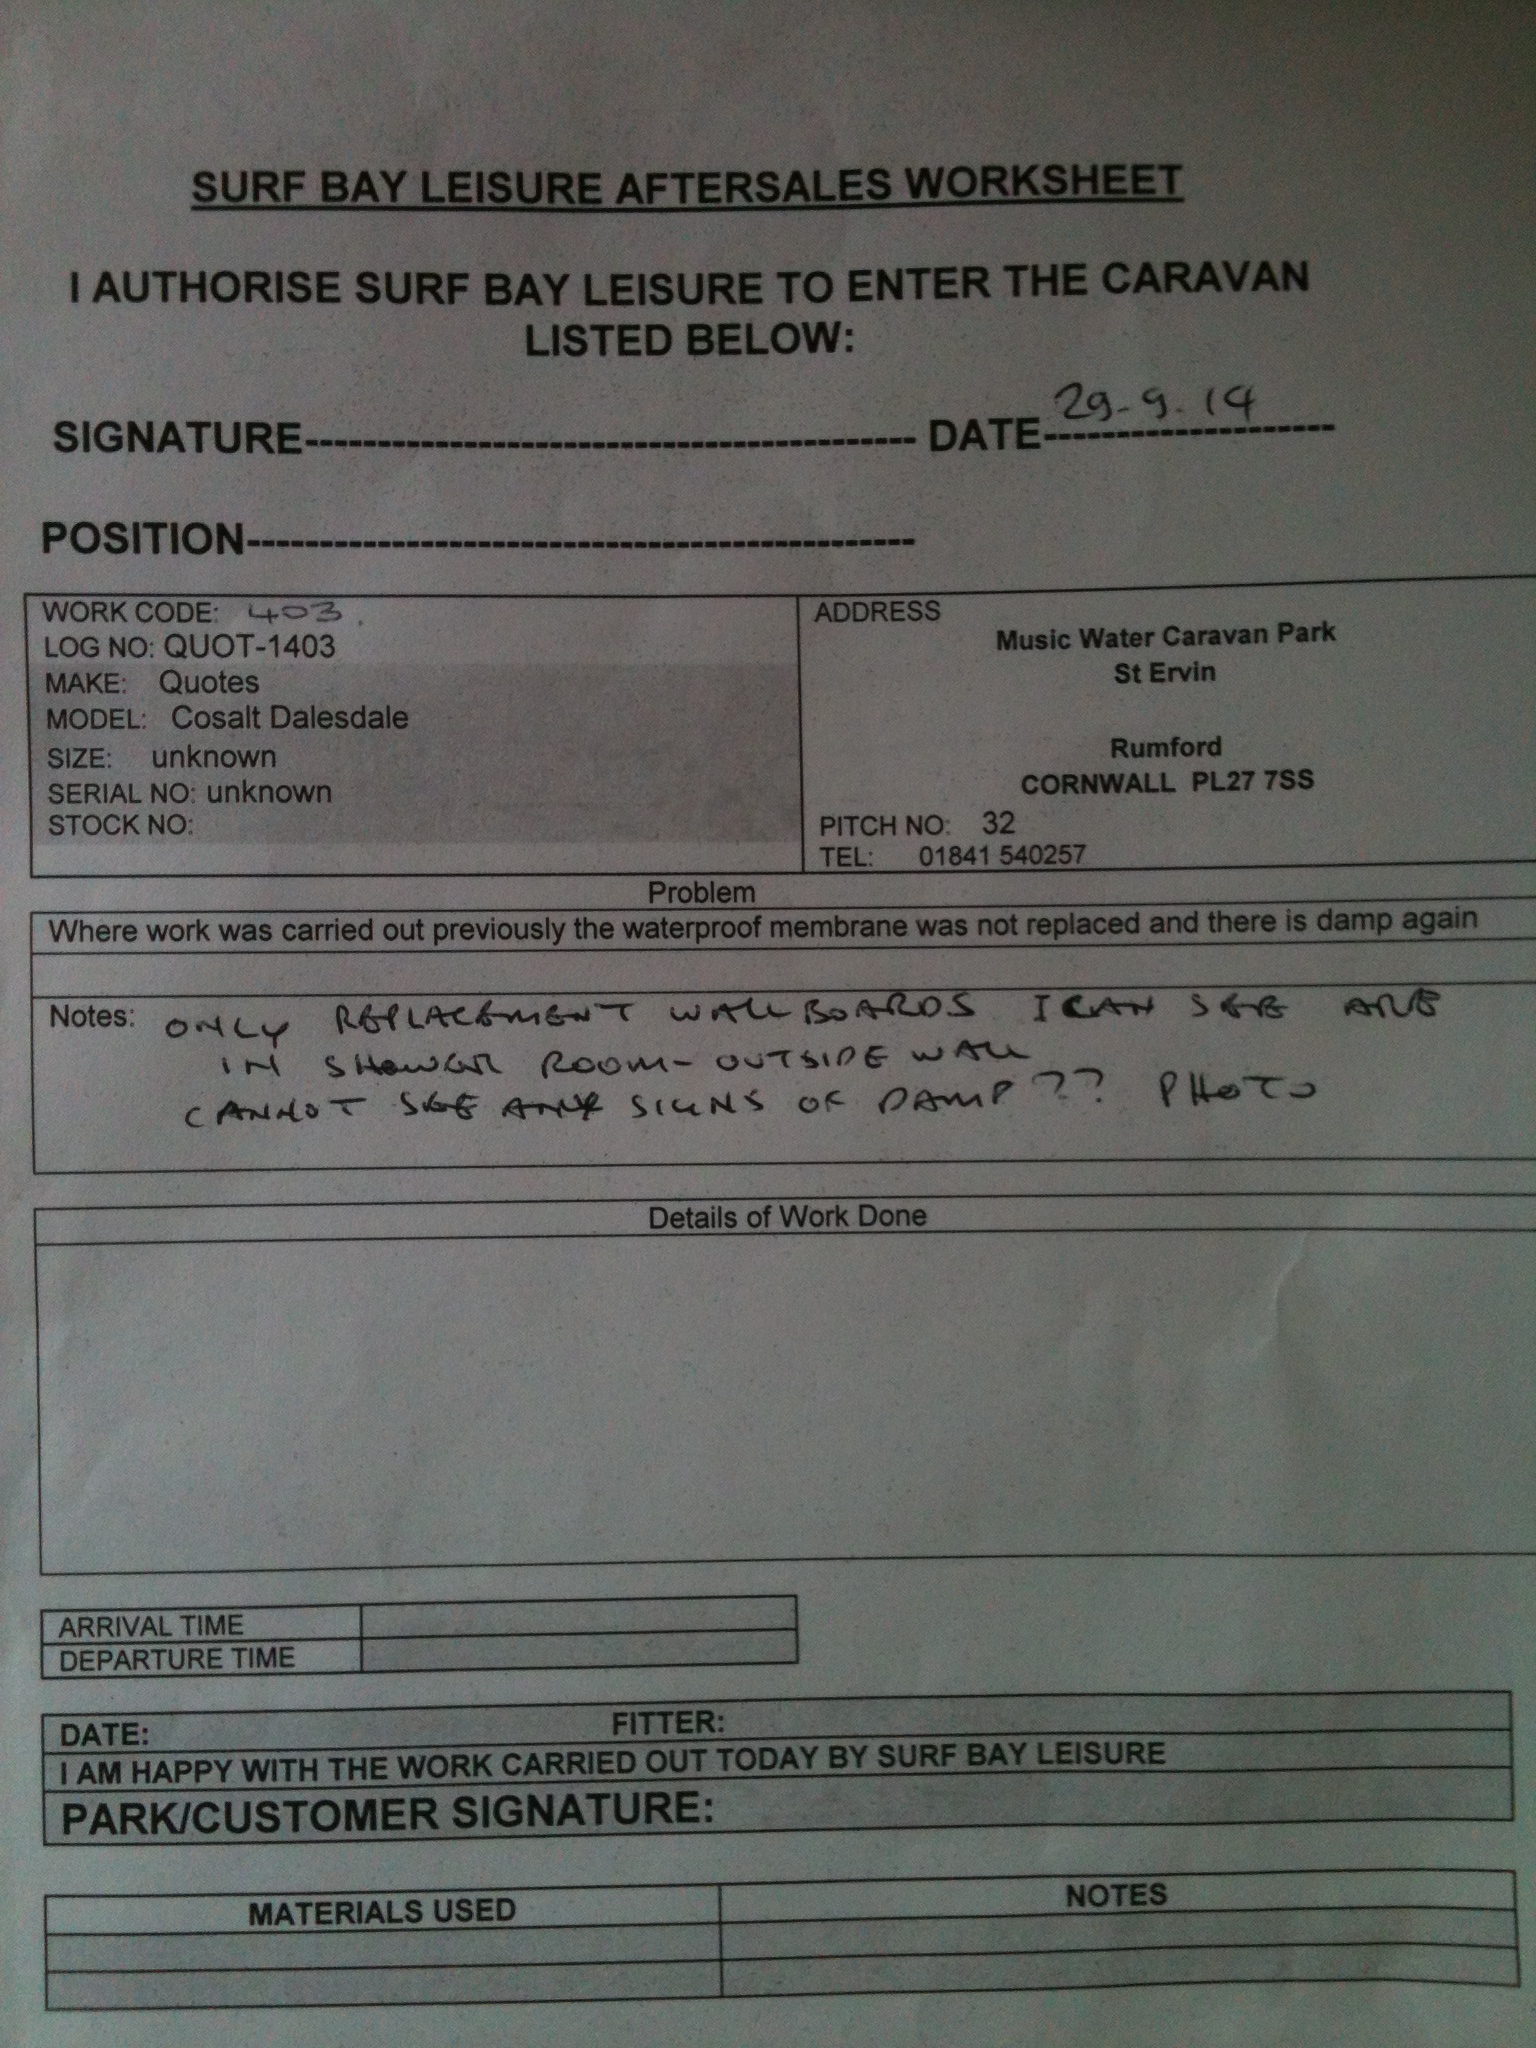 SURF BAY LEISURE AFTERSALES WORKSHEET
I AUTHORISE SURF BAY LEISURE TO ENTER THE CARAVAN
LISTED BELOW:
SIGNATURE------------------------------------------ DATE--------------------
29-9.14
POSITION----------------------------------------------
WORK CODE: 403.
LOG NO: QUOT-1403
MAKE: Quotes
MODEL: Cosalt Dalesdale
SIZE: unknown
SERIAL NO: unknown
STOCK NO:
ADDRESS
Music Water Caravan Park
St Ervin
Rumford
CORNWALL PL27 7SS
PITCH NO: 32
TEL: 01841 540257
Problem
Where work was carried out previously the waterproof membrane was not replaced and there is damp again
Notes: ONLY REPLACEMENT WALLBOARDS I CAN SEE ARE
IN SHOWER ROOM- OUTSIDE WALL
CANNOT SEE ANY SIGNS OF DAMP?? PHOTO
Details of Work Done
ARRIVAL TIME
DEPARTURE TIME
DATE: FITTER:
I AM HAPPY WITH THE WORK CARRIED OUT TODAY BY SURF BAY LEISURE
PARK/CUSTOMER SIGNATURE:
MATERIALS USED NOTES